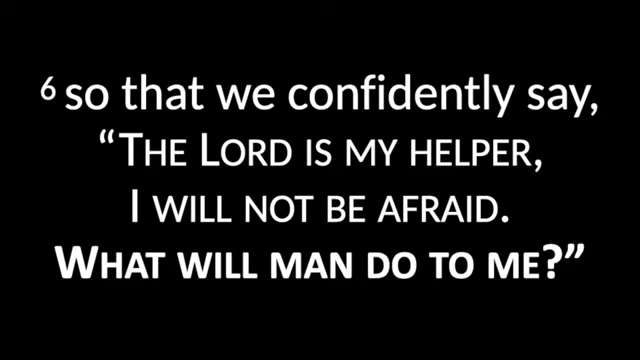 6 so that we confidently say,
“THE LORD IS MY HELPER,
I WILL NOT BE AFRAID.
WHAT WILL MAN DO TO ME?”